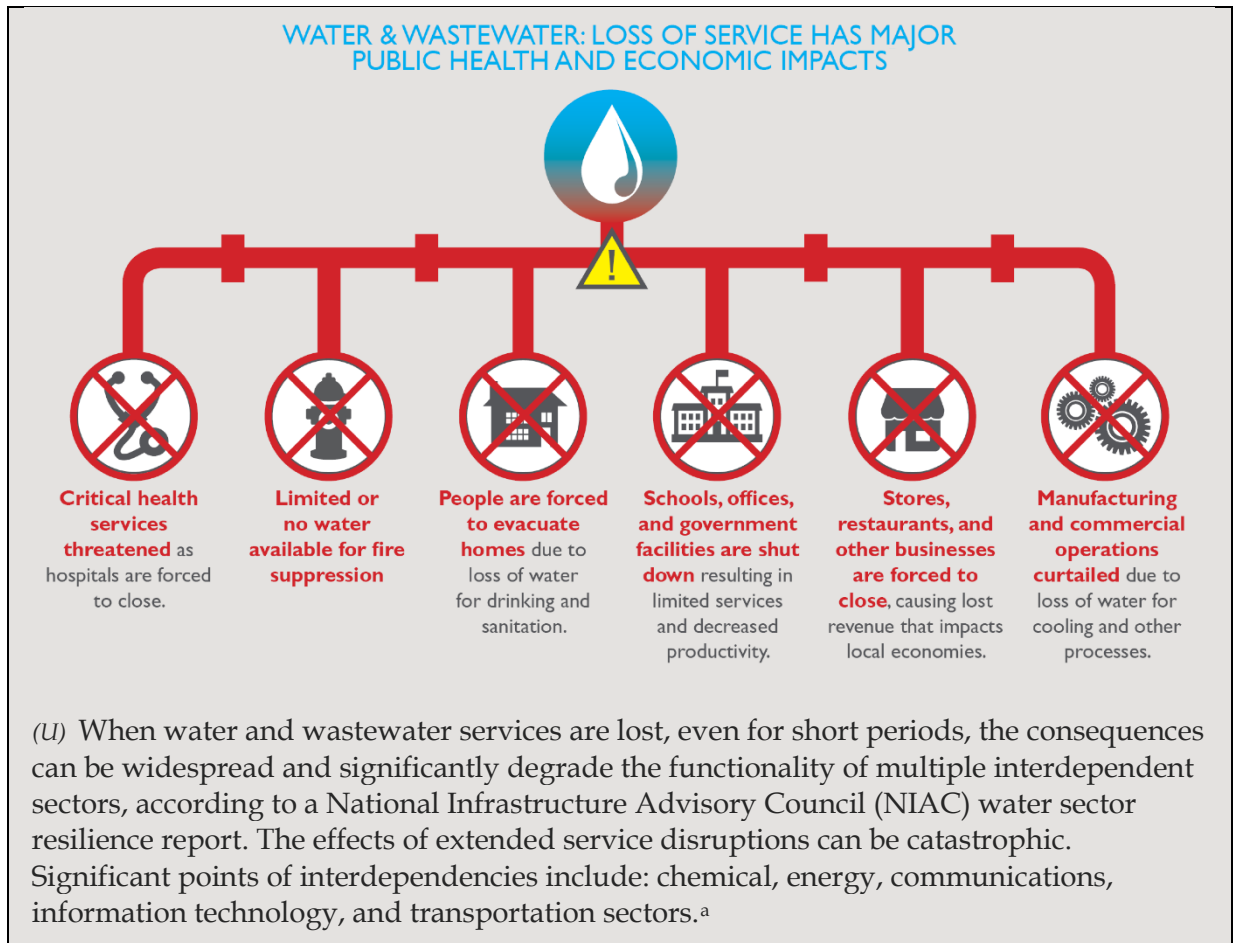 WATER & WASTEWATER: LOSS OF SERVICE HAS MAJOR
PUBLIC HEALTH AND ECONOMIC IMPACTS
!
Critical health
services
threatened as
hospitals are forced
to close.
Limited or
no water
available for fire
suppression
People are forced
to evacuate
homes due to
loss of water
for drinking and
sanitation.
Schools, offices,
and government
facilities are shut
down resulting in
limited services
and decreased
productivity.
Stores,
restaurants, and
other businesses
are forced to
close, causing lost
revenue that impacts
local economies.
Manufacturing
and commercial
operations
curtailed due to
loss of water for
cooling and other
processes.
(U) When water and wastewater services are lost, even for short periods, the consequences
can be widespread and significantly degrade the functionality of multiple interdependent
sectors, according to a National Infrastructure Advisory Council (NIAC) water sector
resilience report. The effects of extended service disruptions can be catastrophic.
Significant points of interdependencies include: chemical, energy, communications,
information technology, and transportation sectors.a